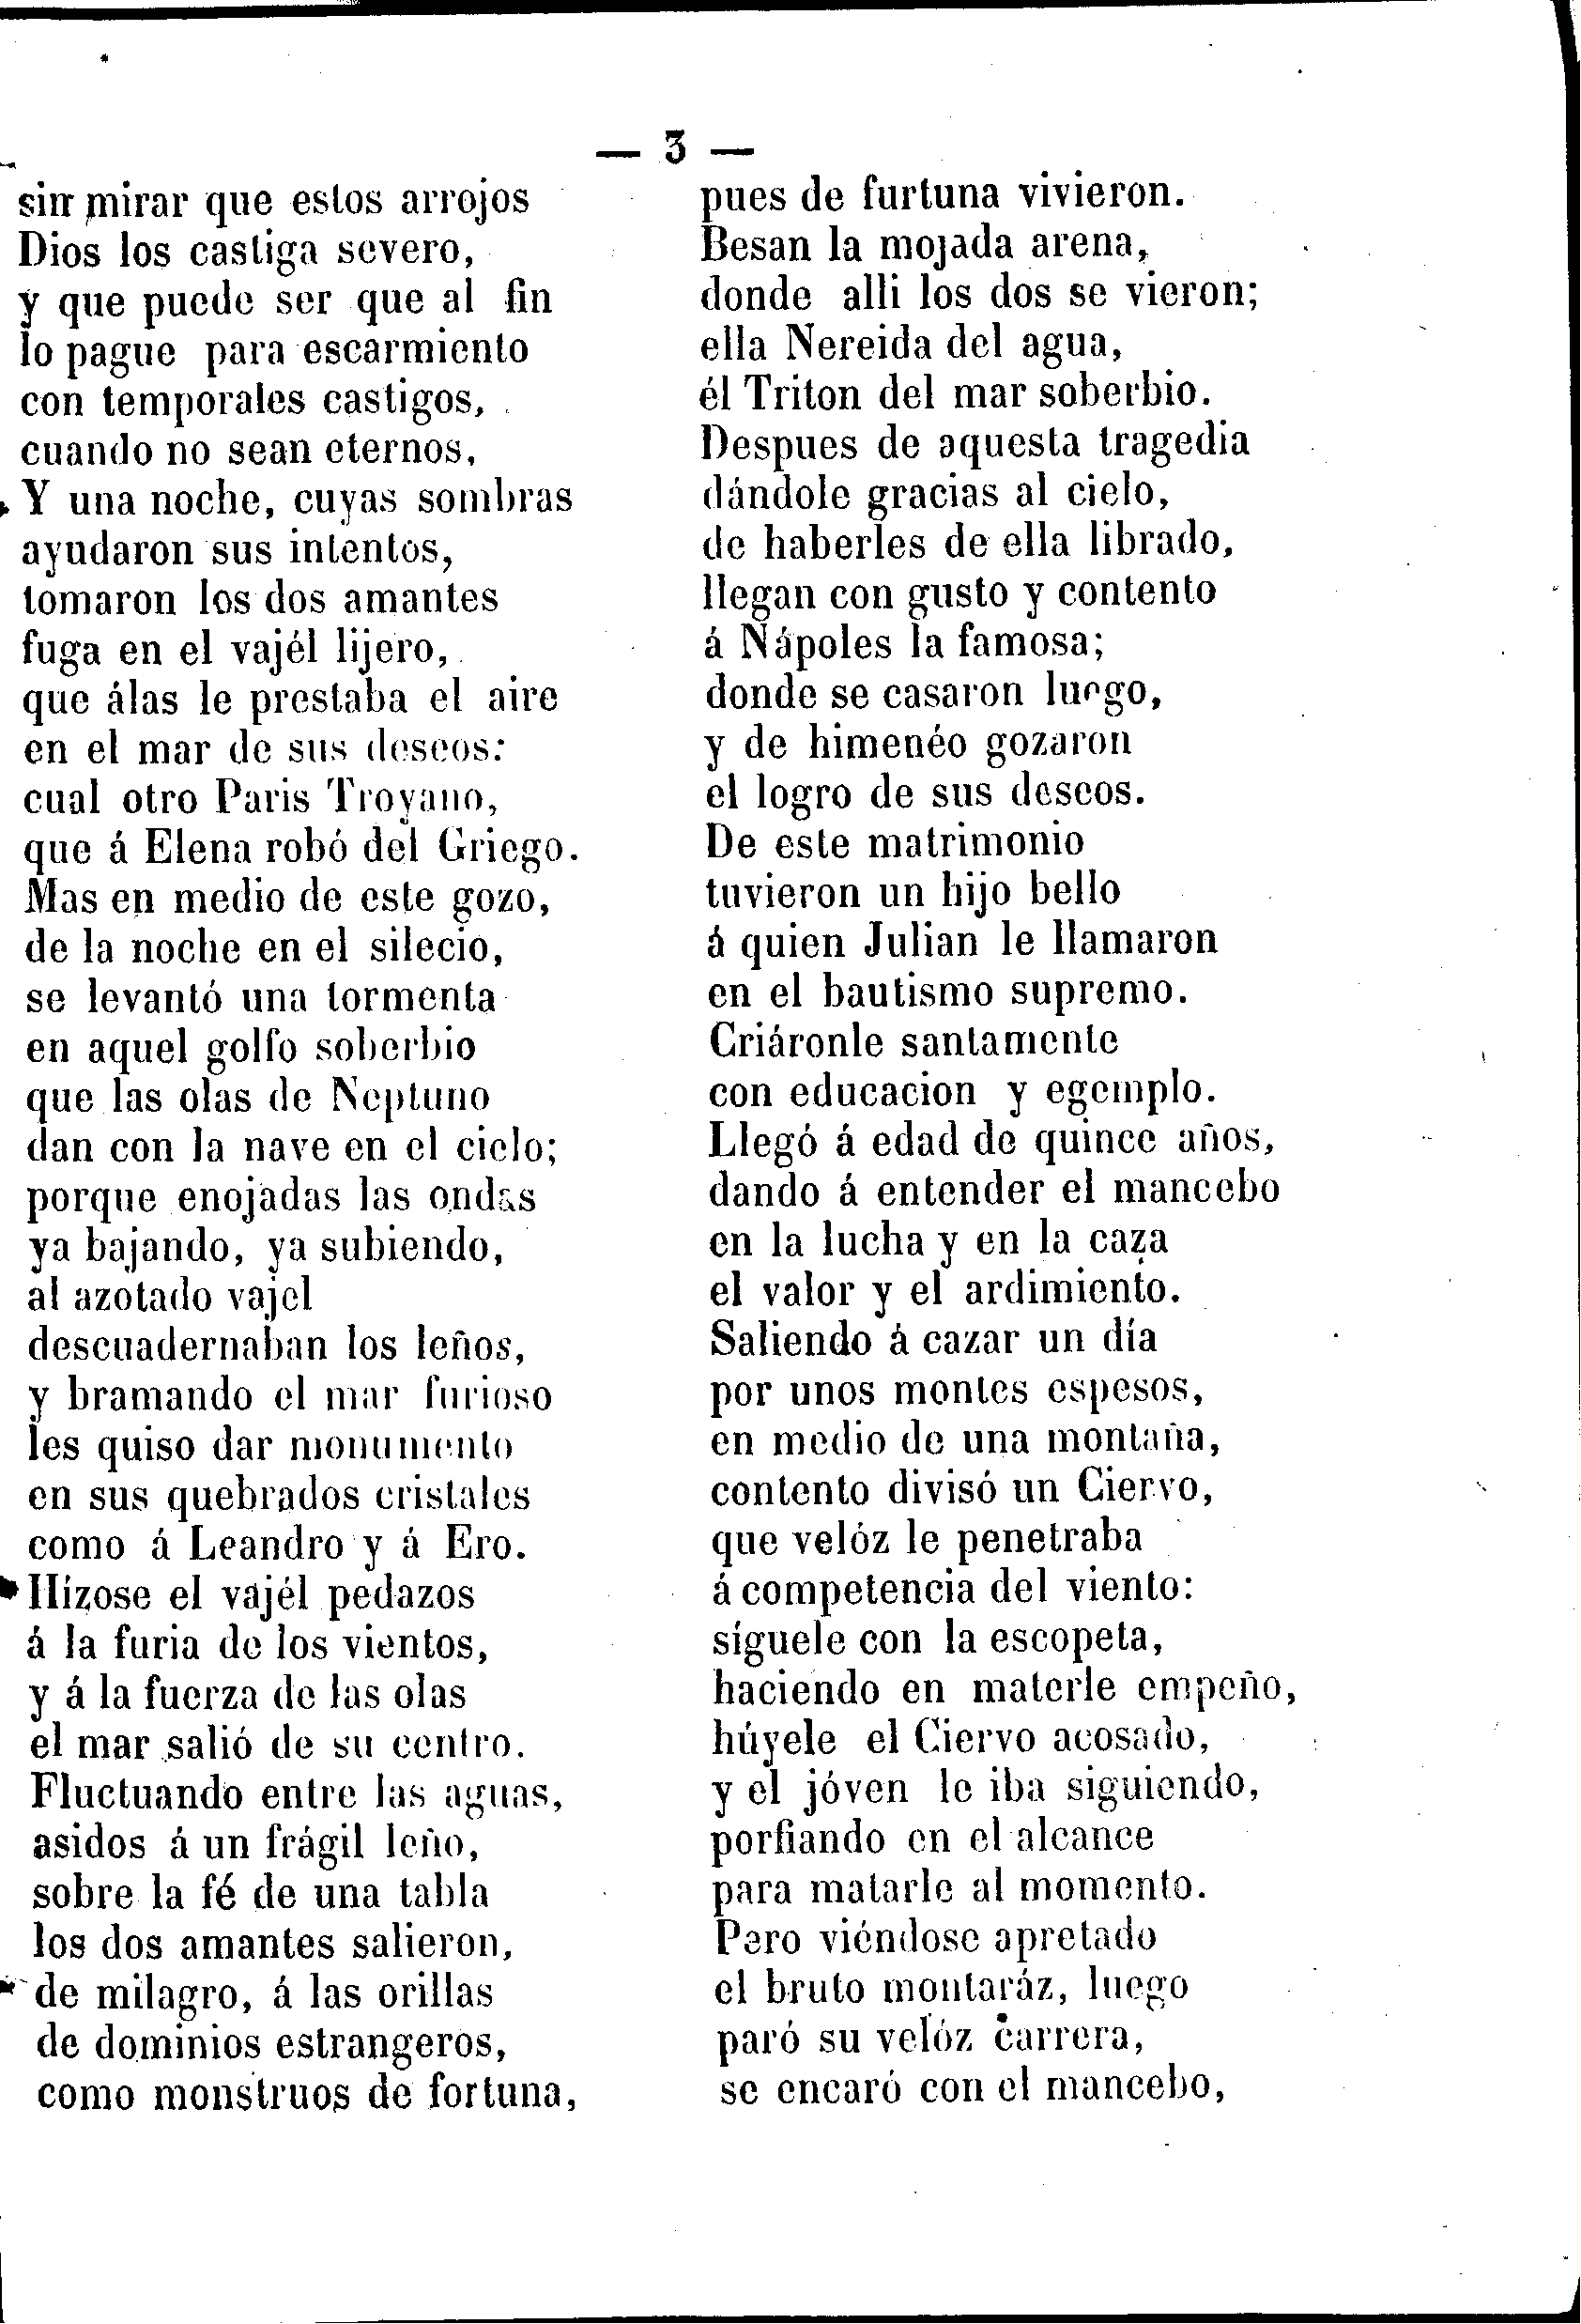 — 3 —
sin mirar que estos arrojos
Dios los castiga severo,
y que puede ser que al fin
lo pague para escarmiento
con temporales castigos,
cuando no sean eternos,
Y una noche, cuyas sombras
ayudaron sus intentos,
tomaron los dos amantes
fuga en el vajél lijero,
que álas le prestaba el aire
en el mar de sus deseos:
cual otro Paris Troyano,
que á Elena robó del Griego.
Mas en medio de este gozo,
de la noche en el silecio,
se levantó una tormenta
en aquel golfo soberbio
que las olas de Neptuno
dan con la nave en el cielo;
porque enojadas las ondas
ya bajando, ya subiendo,
al azotado vajel
descuadernaban los leños,
y bramando el mar furioso
les quiso dar monumento
en sus quebrados cristales
como á Leandro y á Ero.
Hízose el vajél pedazos
á la furia de los vientos,
y á la fuerza de las olas
el mar salió de su centro.
Fluctuando entre las aguas,
asidos á un frágil leño,
sobre la fé de una tabla
los dos amantes salieron,
de milagro, á las orillas
de dominios estrangeros,
como monstruos de fortuna,
pues de furtuna vivieron.
Besan la mojada arena,
donde alli los dos se vieron;
ella Nereida del agua,
él Triton del mar soberbio.
Despues de aquesta tragedia
dándole gracias al cielo,
de haberles de ella librado,
llegan con gusto y contento
á Nápoles la famosa;
donde se casaron luego,
y de himenéo gozaron
el logro de sus deseos.
De este matrimonio
tuvieron un hijo bello
á quien Julian le llamaron
en el bautismo supremo.
Criáronle santamente
con educacion y egemplo.
Llegó á edad de quince años,
dando á entender el mancebo
en la lucha y en la caza
el valor y el ardimiento.
Saliendo á cazar un día
por unos montes espesos,
en medio de una montaña,
contento divisó un Ciervo,
que velóz le penetraba
á competencia del viento:
síguele con la escopeta,
haciendo en materle empeño,
húyele el Ciervo acosado,
y el jóven le iba siguiendo,
porfiando en el alcance
para matarle al momento.
Pero viéndose apretado
el bruto montaráz, luego
paró su velóz carrera,
se encaró con el mancebo,